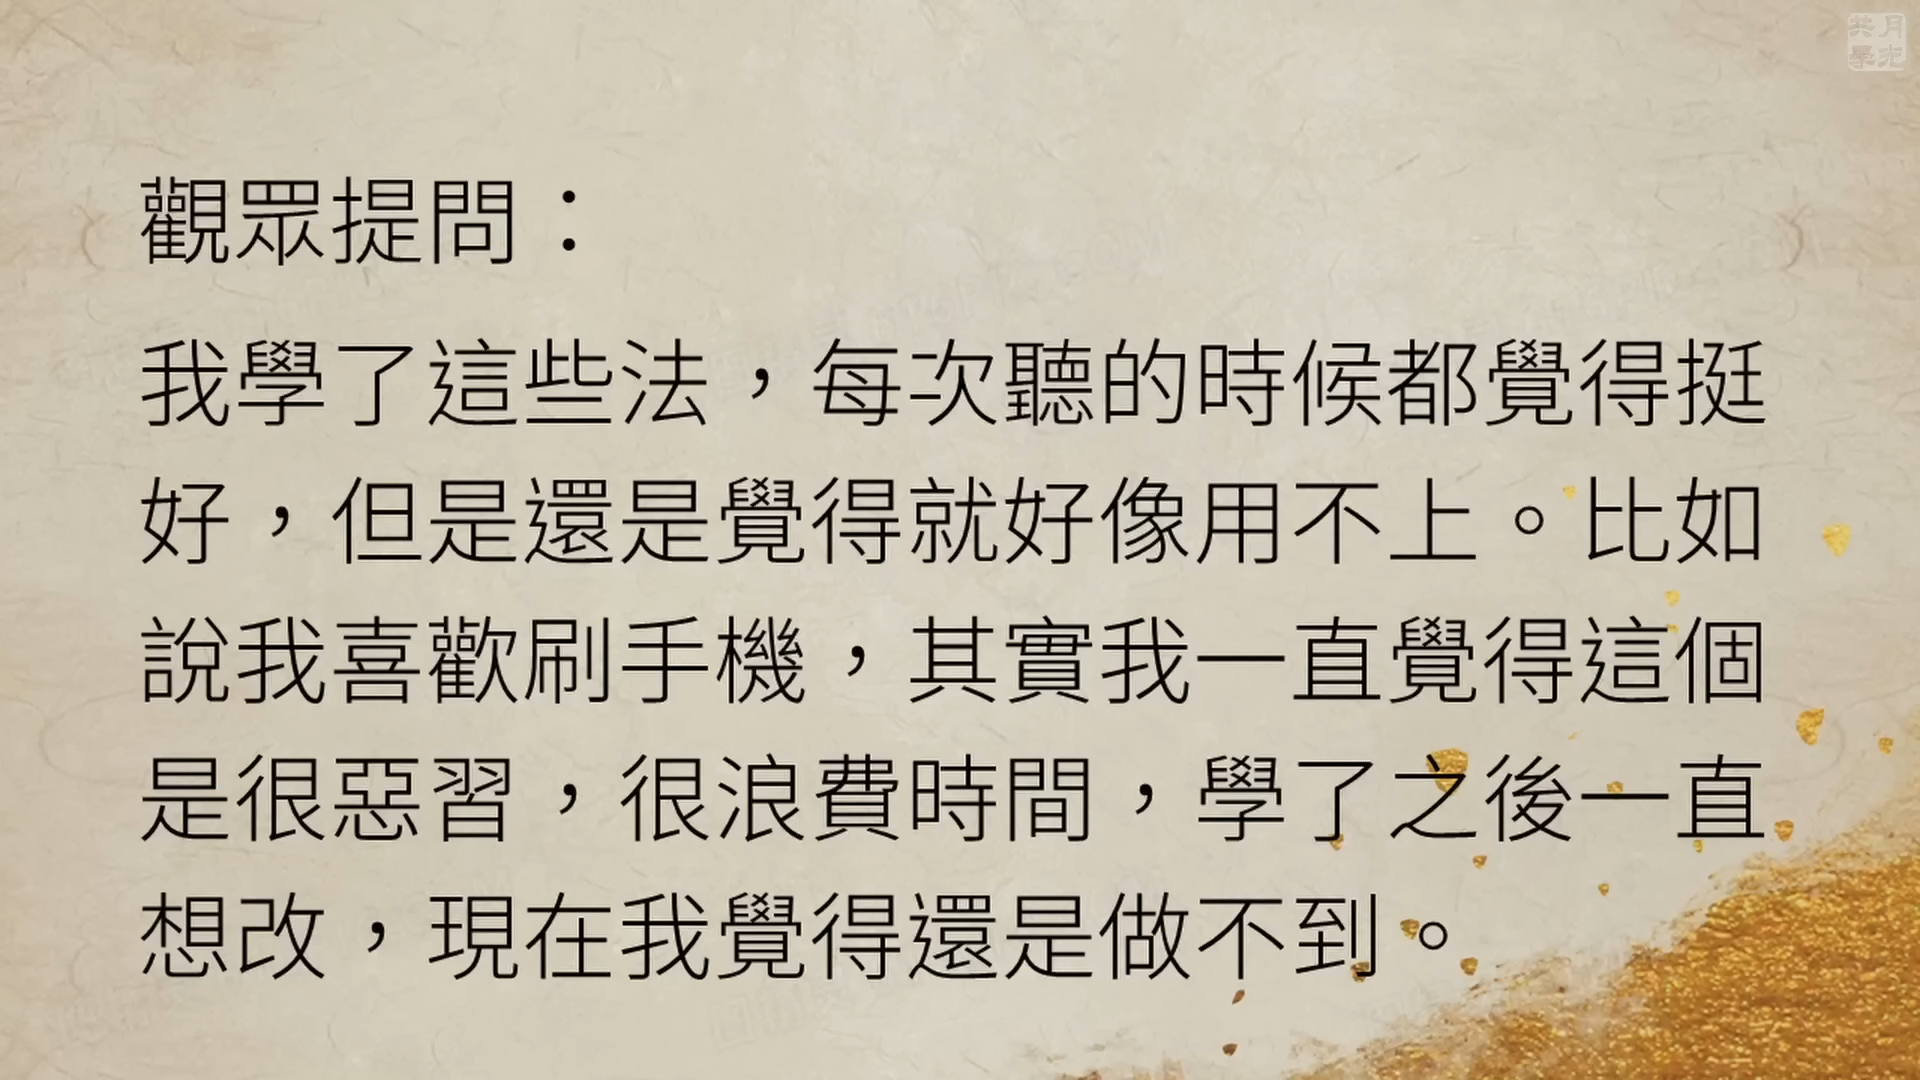 觀眾提問：
我學了這些法，每次聽的時候都覺得挺
好，但是還是覺得就好像用不上。比如
說我喜歡刷手機，其實我一直覺得這個
是很惡習，很浪費時間，學了之後一直
想改，現在我覺得還是做不到。
月光
共學